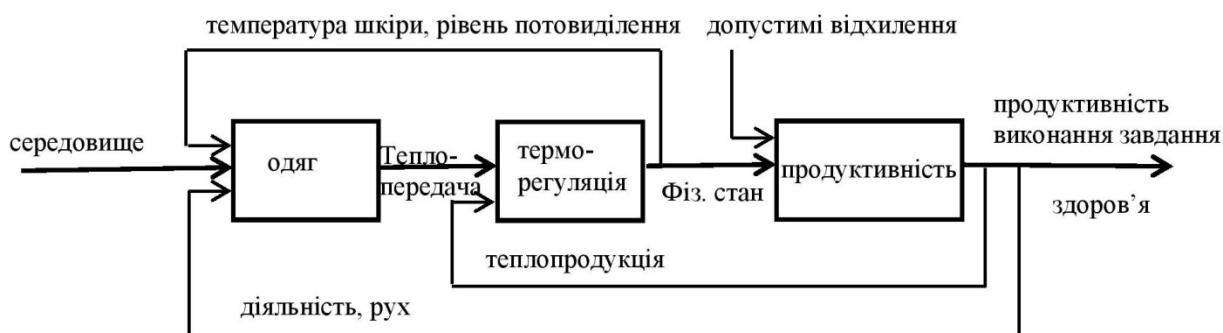 температура шкіри, рівень потовиділення
допустимі відхилення
середовище
одяг
Тепло-
передача
термо-
регуляція
Фіз. стан
продуктивність
продуктивність
виконання завдання
здоров’я
теплопродукція
діяльність, рух